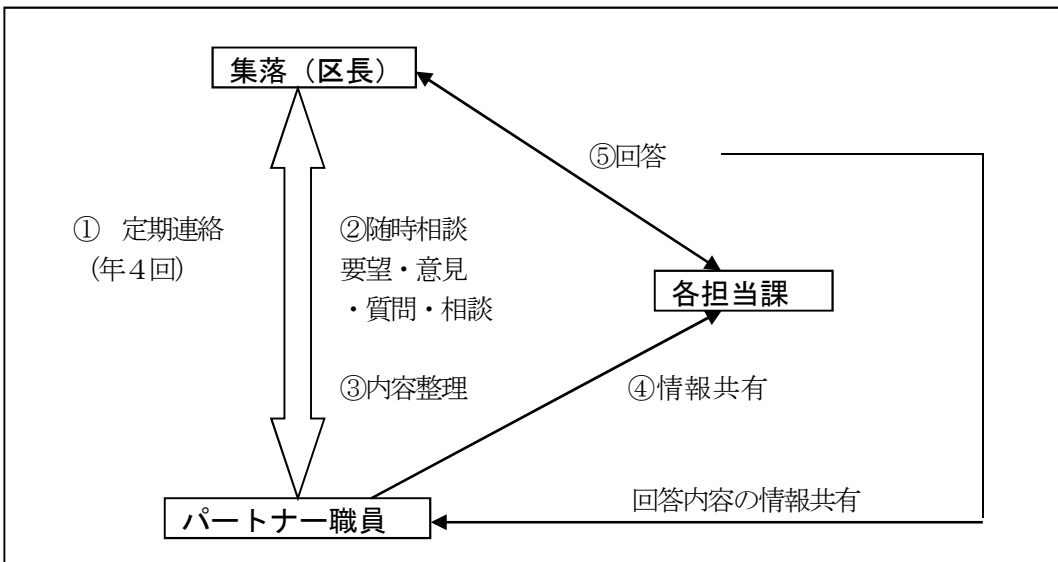 集落（区長）
⑤回答
① 定期連絡
（年４回）
②随時相談
要望・意見
・質問・相談
各担当課
③内容整理
④情報共有
回答内容の情報共有
パートナー職員